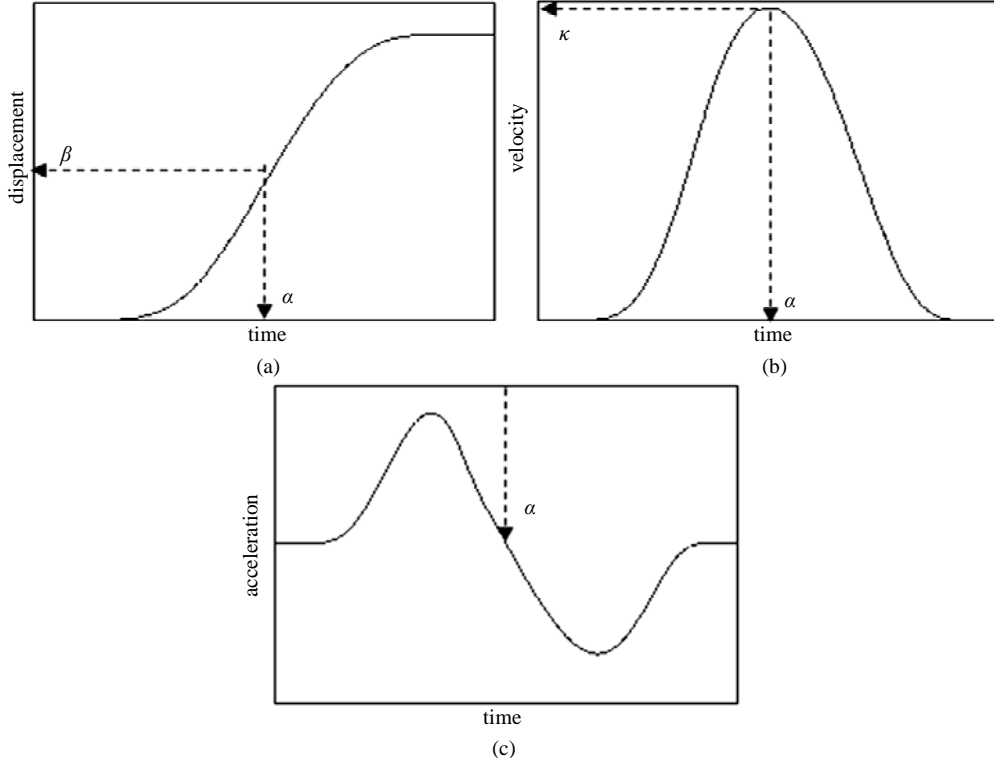 displacement
β
α
time
(a)
κ
velocity
α
time
(b)
acceleration
α
time
(c)